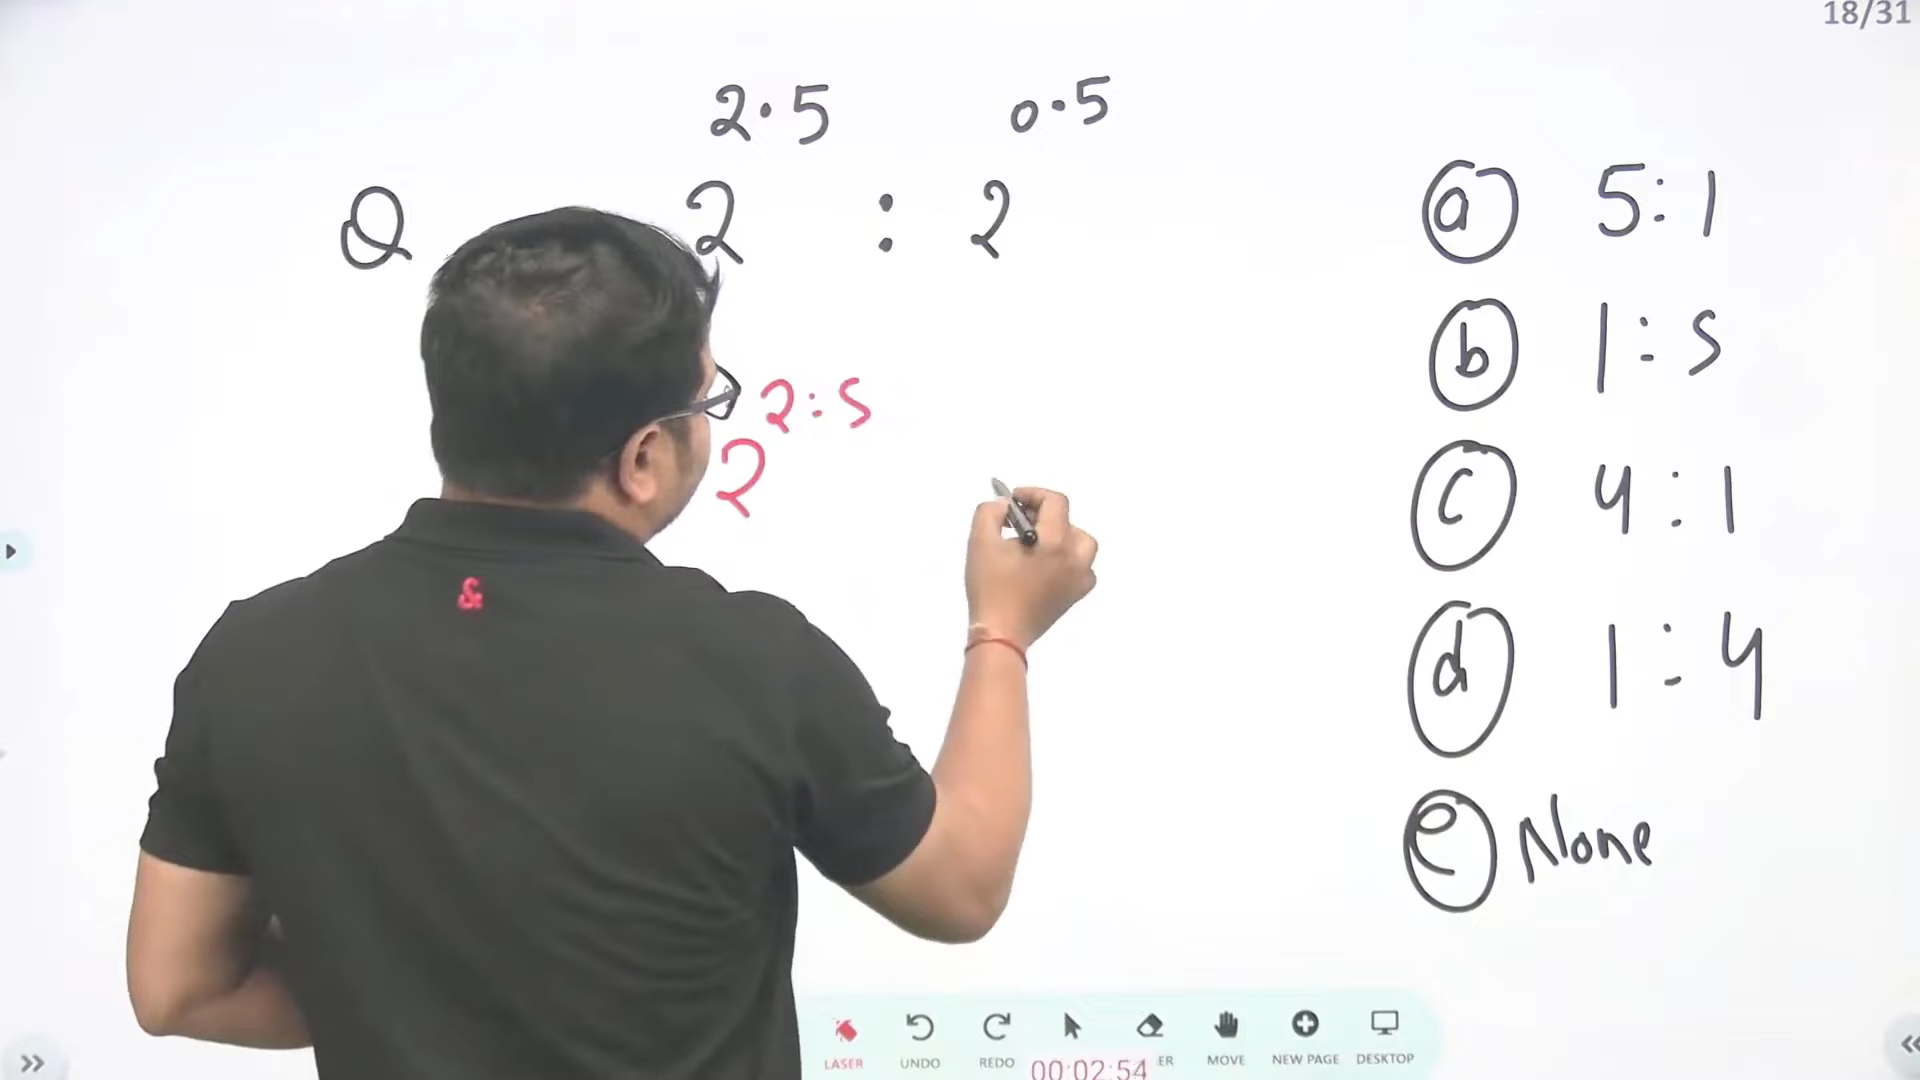 18/31
2.5 0.5
Q 2 : 2
2:5
2
&
a 5:1
b 1:5
c 4:1
d 1:4
e None
LASER UNDO REDO ER MOVE NEW PAGE DESKTOP
00:02:54